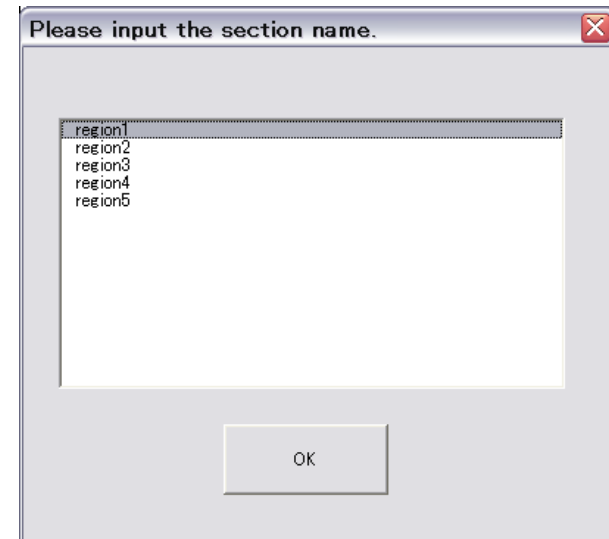 Please input the section name.
region1
region2
region3
region4
region5
OK